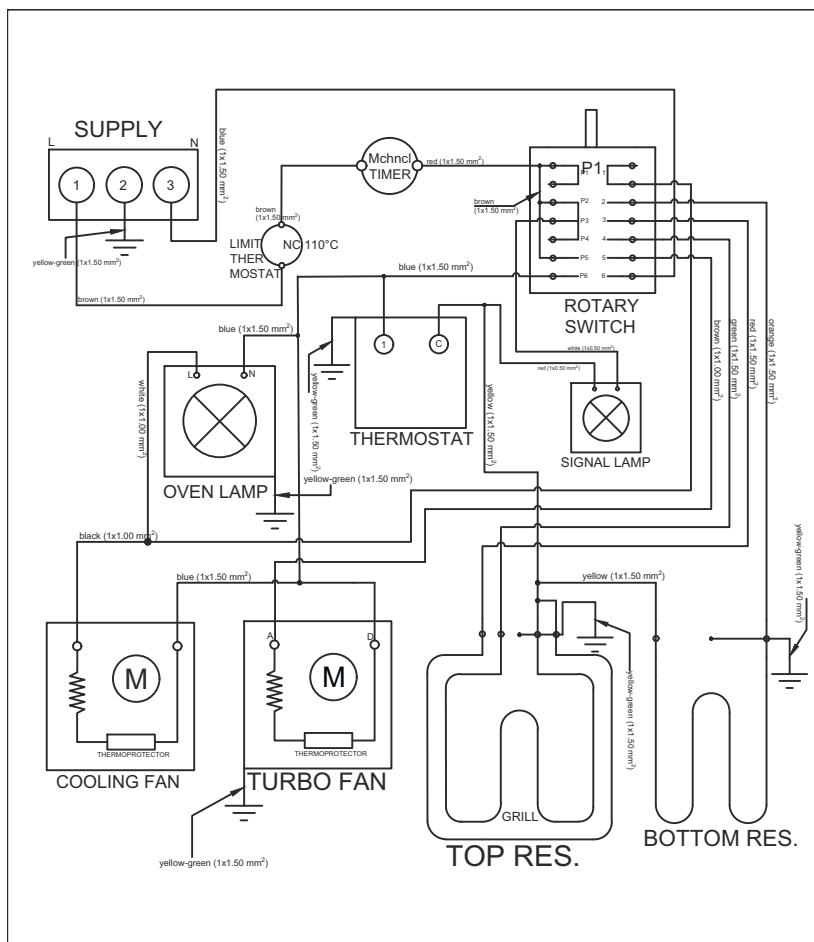 SUPPLY
L
N
1
2
3
blue (1x1.50 mm²)
yellow-green (1x1.50 mm²)
brown (1x1.50 mm²)
brown
(1x1.50 mm²)
LIMIT
THER
MOSTAT
NC 110°C
Mchncl
TIMER
red (1x1.50 mm²)
brown
(1x1.50 mm²)
P1
P1
1
P2
2
P3
3
P4
4
P5
5
P6
6
ROTARY
SWITCH
blue (1x1.50 mm²)
1
C
THERMOSTAT
yellow-green (1x1.50 mm²)
blue (1x1.50 mm²)
L
N
white (1x1.00 mm²)
OVEN LAMP
yellow-green (1x1.50 mm²)
yellow (1x1.50 mm²)
white (1x0.50 mm²)
red (1x0.50 mm²)
SIGNAL LAMP
brown (1x1.00 mm²)
green (1x1.50 mm²)
red (1x1.50 mm²)
orange (1x1.50 mm²)
black (1x1.00 mm²)
blue (1x1.50 mm²)
yellow (1x1.50 mm²)
yellow-green (1x1.50 mm²)
yellow-green (1x1.50 mm²)
M
THERMOPROTECTOR
COOLING FAN
A
D
M
THERMOPROTECTOR
TURBO FAN
yellow-green (1x1.50 mm²)
GRILL
TOP RES.
BOTTOM RES.